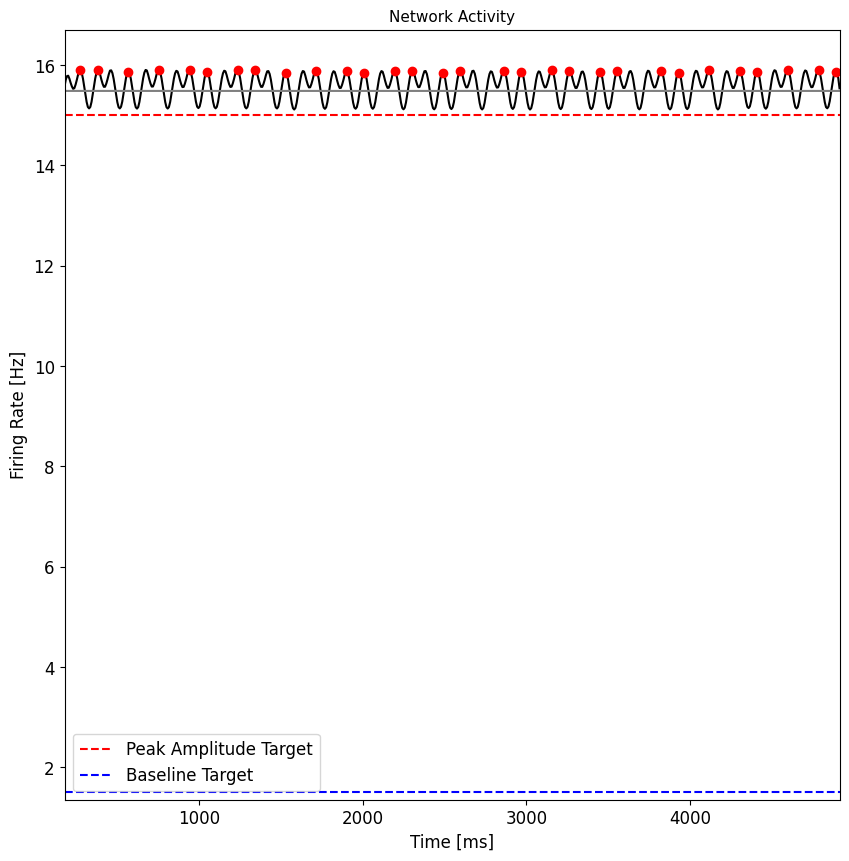 Network Activity
16
14
12
10
8
6
4
2
Firing Rate [Hz]
Peak Amplitude Target
Baseline Target
1000
2000
3000
4000
Time [ms]